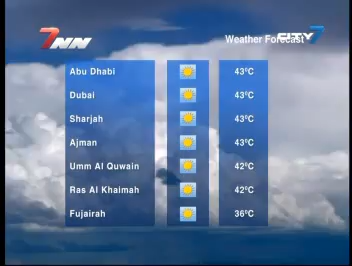 7NN
Weather Forecast
CITY7
Abu Dhabi 43°C
Dubai 43°C
Sharjah 43°C
Ajman 43°C
Umm Al Quwain 42°C
Ras Al Khaimah 42°C
Fujairah 36°C